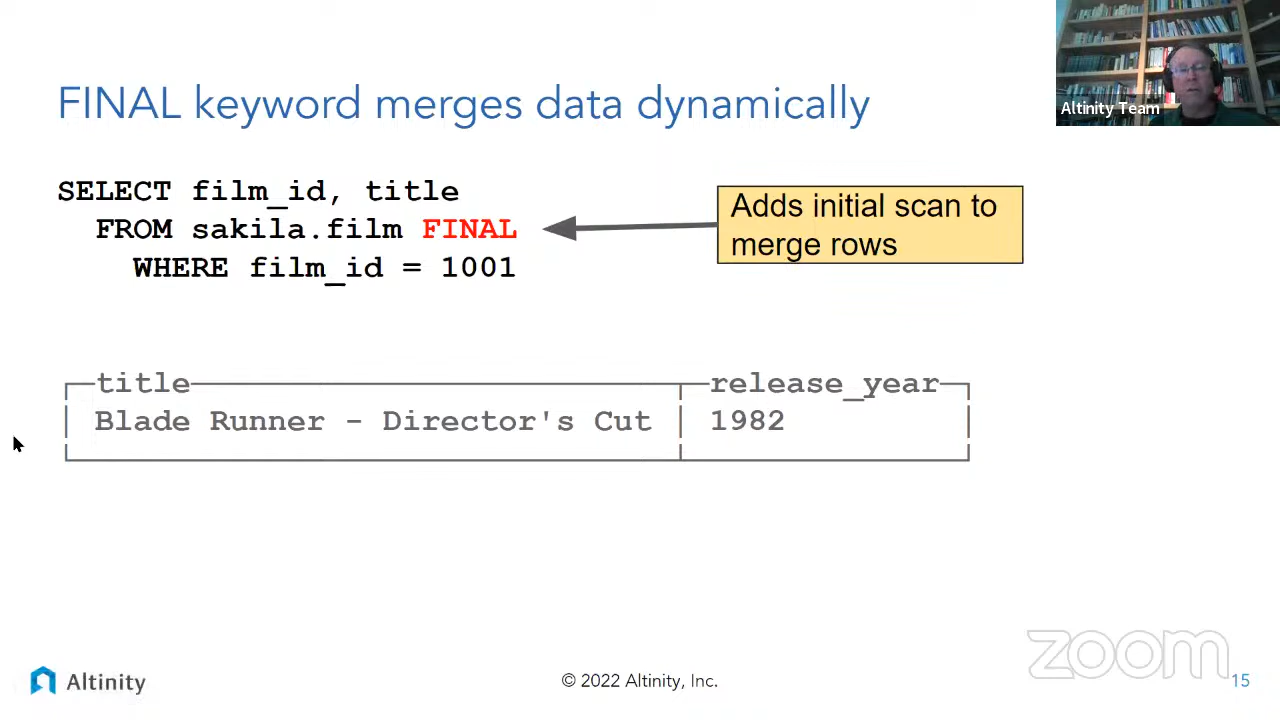 FINAL keyword merges data dynamically
Altinity Team
SELECT film_id, title
FROM sakila.film FINAL
WHERE film_id = 1001
Adds initial scan to
merge rows
title release_year
Blade Runner - Director's Cut 1982
zoom
Altinity
© 2022 Altinity, Inc.
15